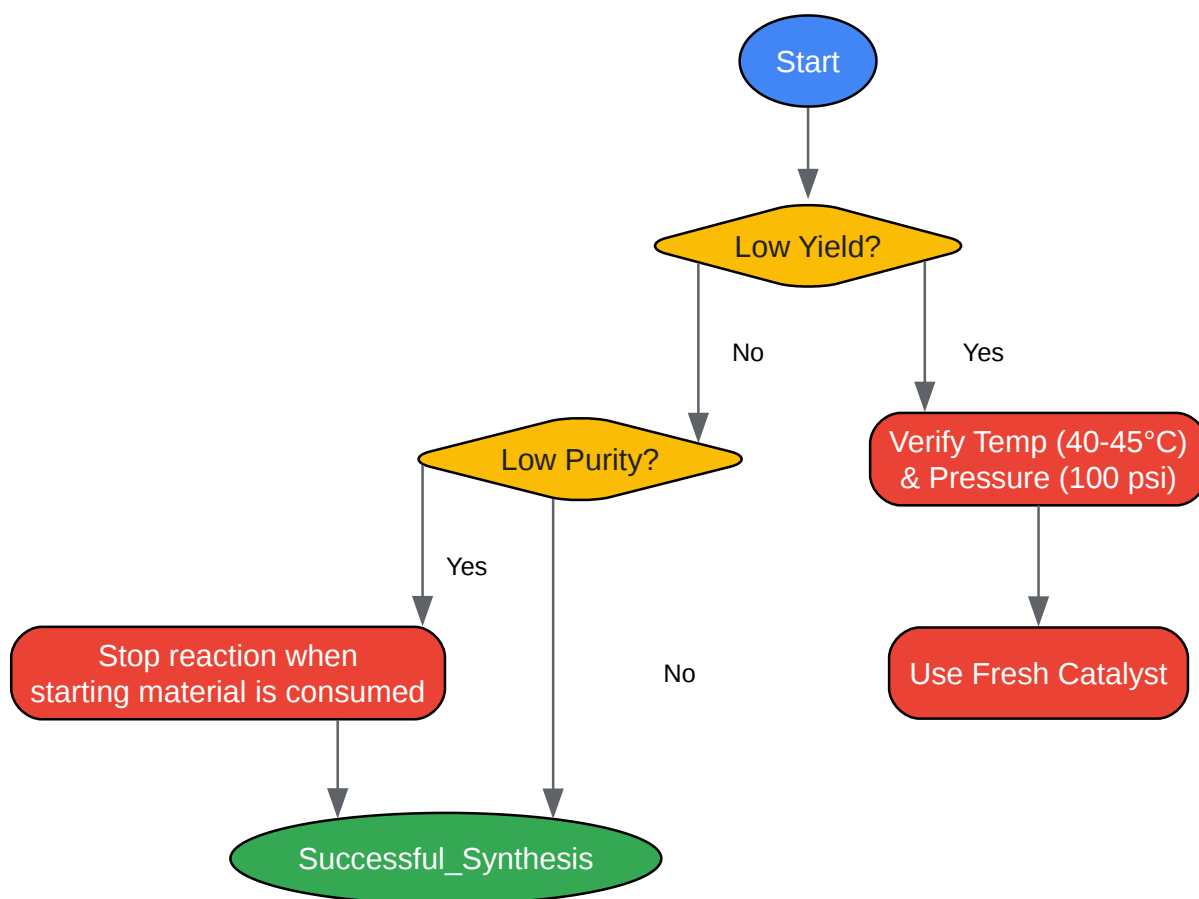 Start
Low Yield?
No
Yes
Verify Temp (40-45°C)
& Pressure (100 psi)
Low Purity?
Yes
No
Stop reaction when
starting material is consumed
Use Fresh Catalyst
Successful_Synthesis